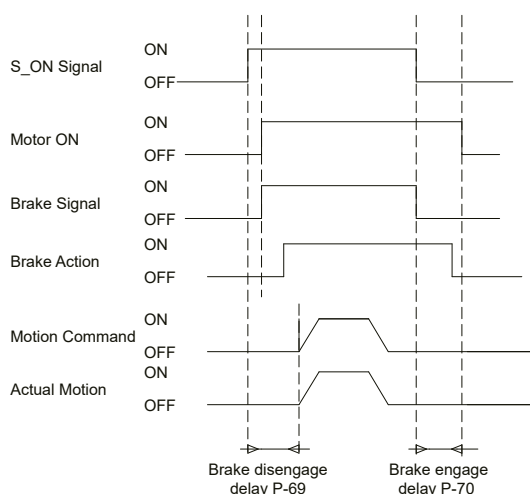 ON
S_ON Signal
OFF
ON
Motor ON
OFF
ON
Brake Signal
OFF
ON
Brake Action
OFF
ON
Motion Command
OFF
ON
Actual Motion
OFF
Brake disengage
delay P-69
Brake engage
delay P-70